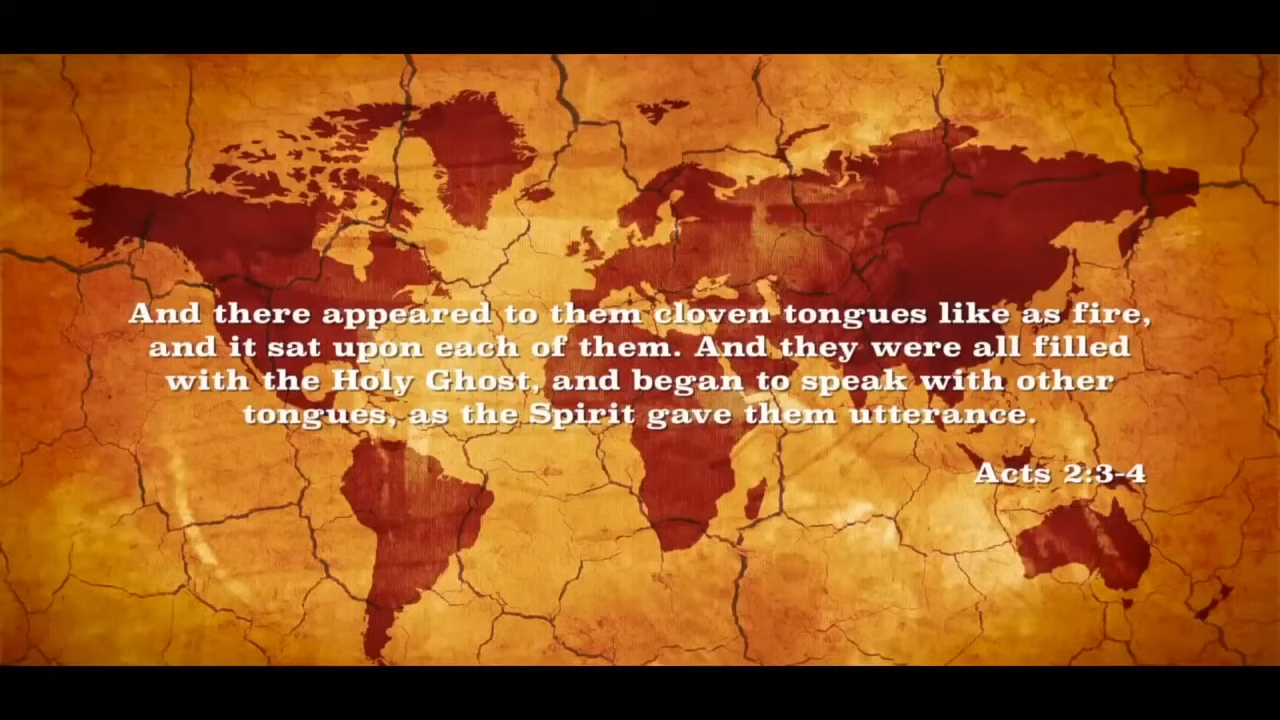 And there appeared to them cloven tongues like as fire,
and it sat upon each of them. And they were all filled
with the Holy Ghost, and began to speak with other
tongues, as the Spirit gave them utterance.
Acts 2:3-4